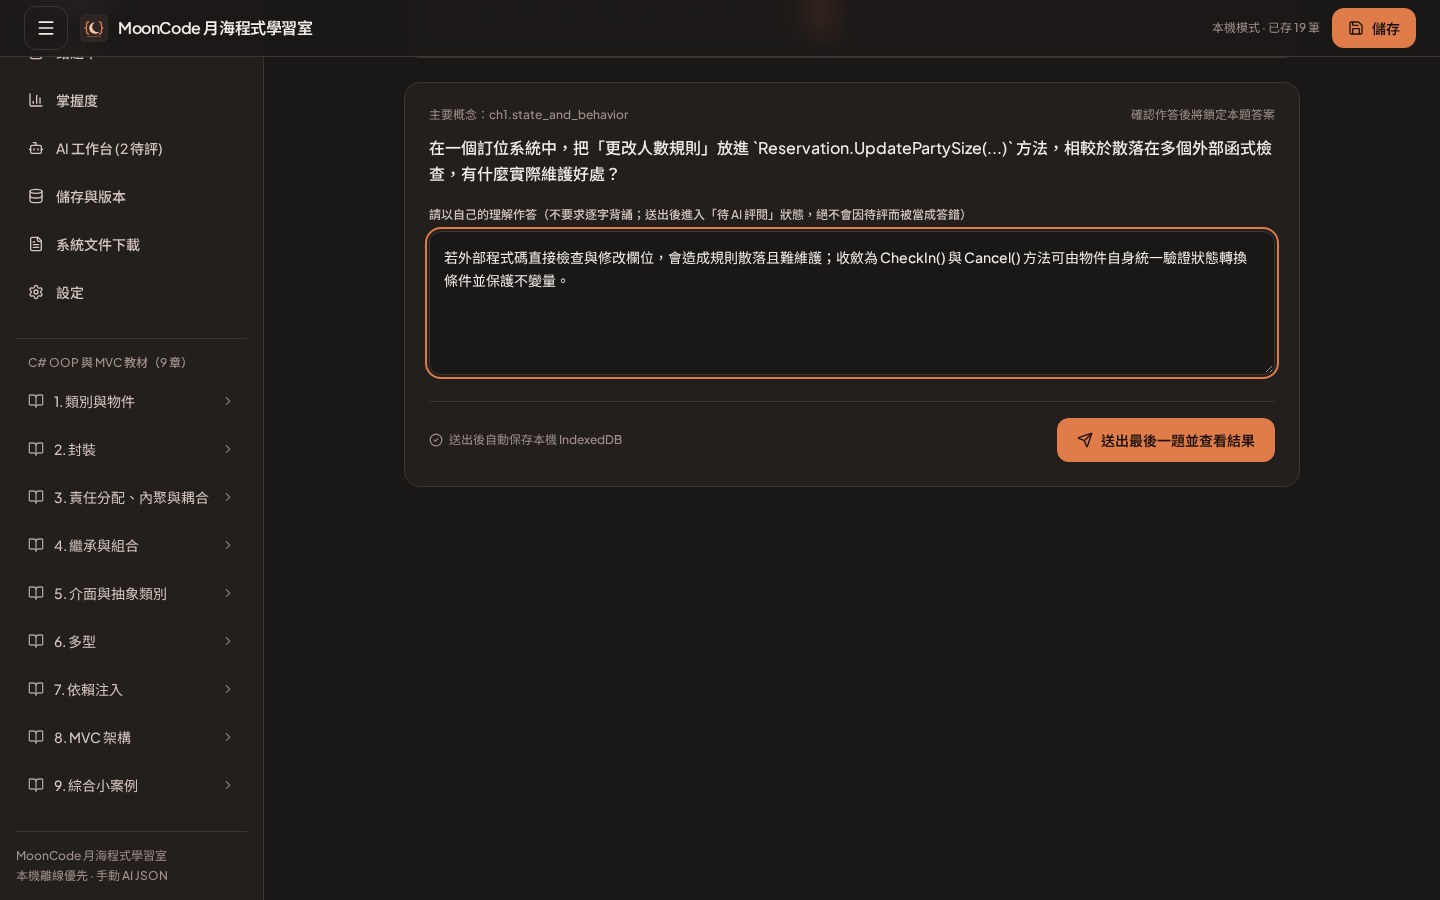 MoonCode 月海程式學習室
本機模式 · 已存 19 筆
儲存
掌握度
AI 工作台 (2 待評)
儲存與版本
系統文件下載
設定
C# OOP 與 MVC 教材（9 章）
1. 類別與物件
2. 封裝
3. 責任分配、內聚與耦合
4. 繼承與組合
5. 介面與抽象類別
6. 多型
7. 依賴注入
8. MVC 架構
9. 綜合小案例
MoonCode 月海程式學習室
本機離線優先 · 手動 AI JSON
主要概念：ch1.state_and_behavior
確認作答後將鎖定本題答案
在一個訂位系統中，把「更改人數規則」放進 `Reservation.UpdatePartySize(...)` 方法，相較於散落在多個外部函式檢
查，有什麼實際維護好處？
請以自己的理解作答（不要求逐字背誦；送出後進入「待 AI 評閱」狀態，絕不會因待評而被當成答錯）
若外部程式碼直接檢查與修改欄位，會造成規則散落且難維護；收斂為 CheckIn() 與 Cancel() 方法可由物件自身統一驗證狀態轉換
條件並保護不變量。
送出後自動保存本機 IndexedDB
送出最後一題並查看結果